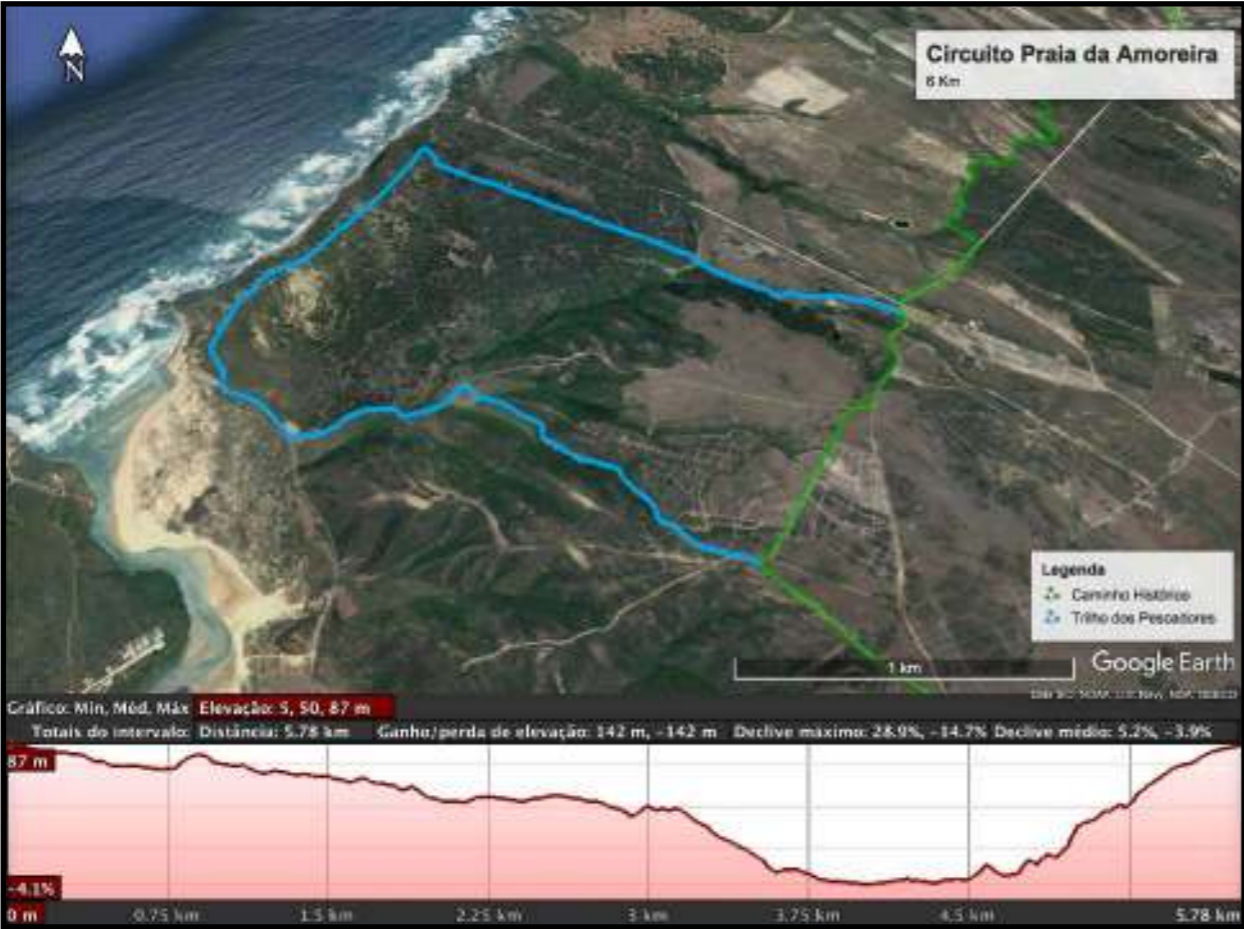 N
Circuito Praia da Amoreira
6 Km
Legenda
Caminho Histórico
Trilho dos Pescadores
1 km
Google Earth
Gráfico: Min, Méd, Máx Elevação: 5, 50, 87 m
Totais do intervalo: Distância: 5.78 km Ganho/perda de elevação: 142 m, -142 m Declive máximo: 28.9%, -14.7% Declive médio: 5.2%, -3.9%
87 m
-4.1%
0 m 0.75 km 1.5 km 2.25 km 3 km 3.75 km 4.5 km 5.78 km